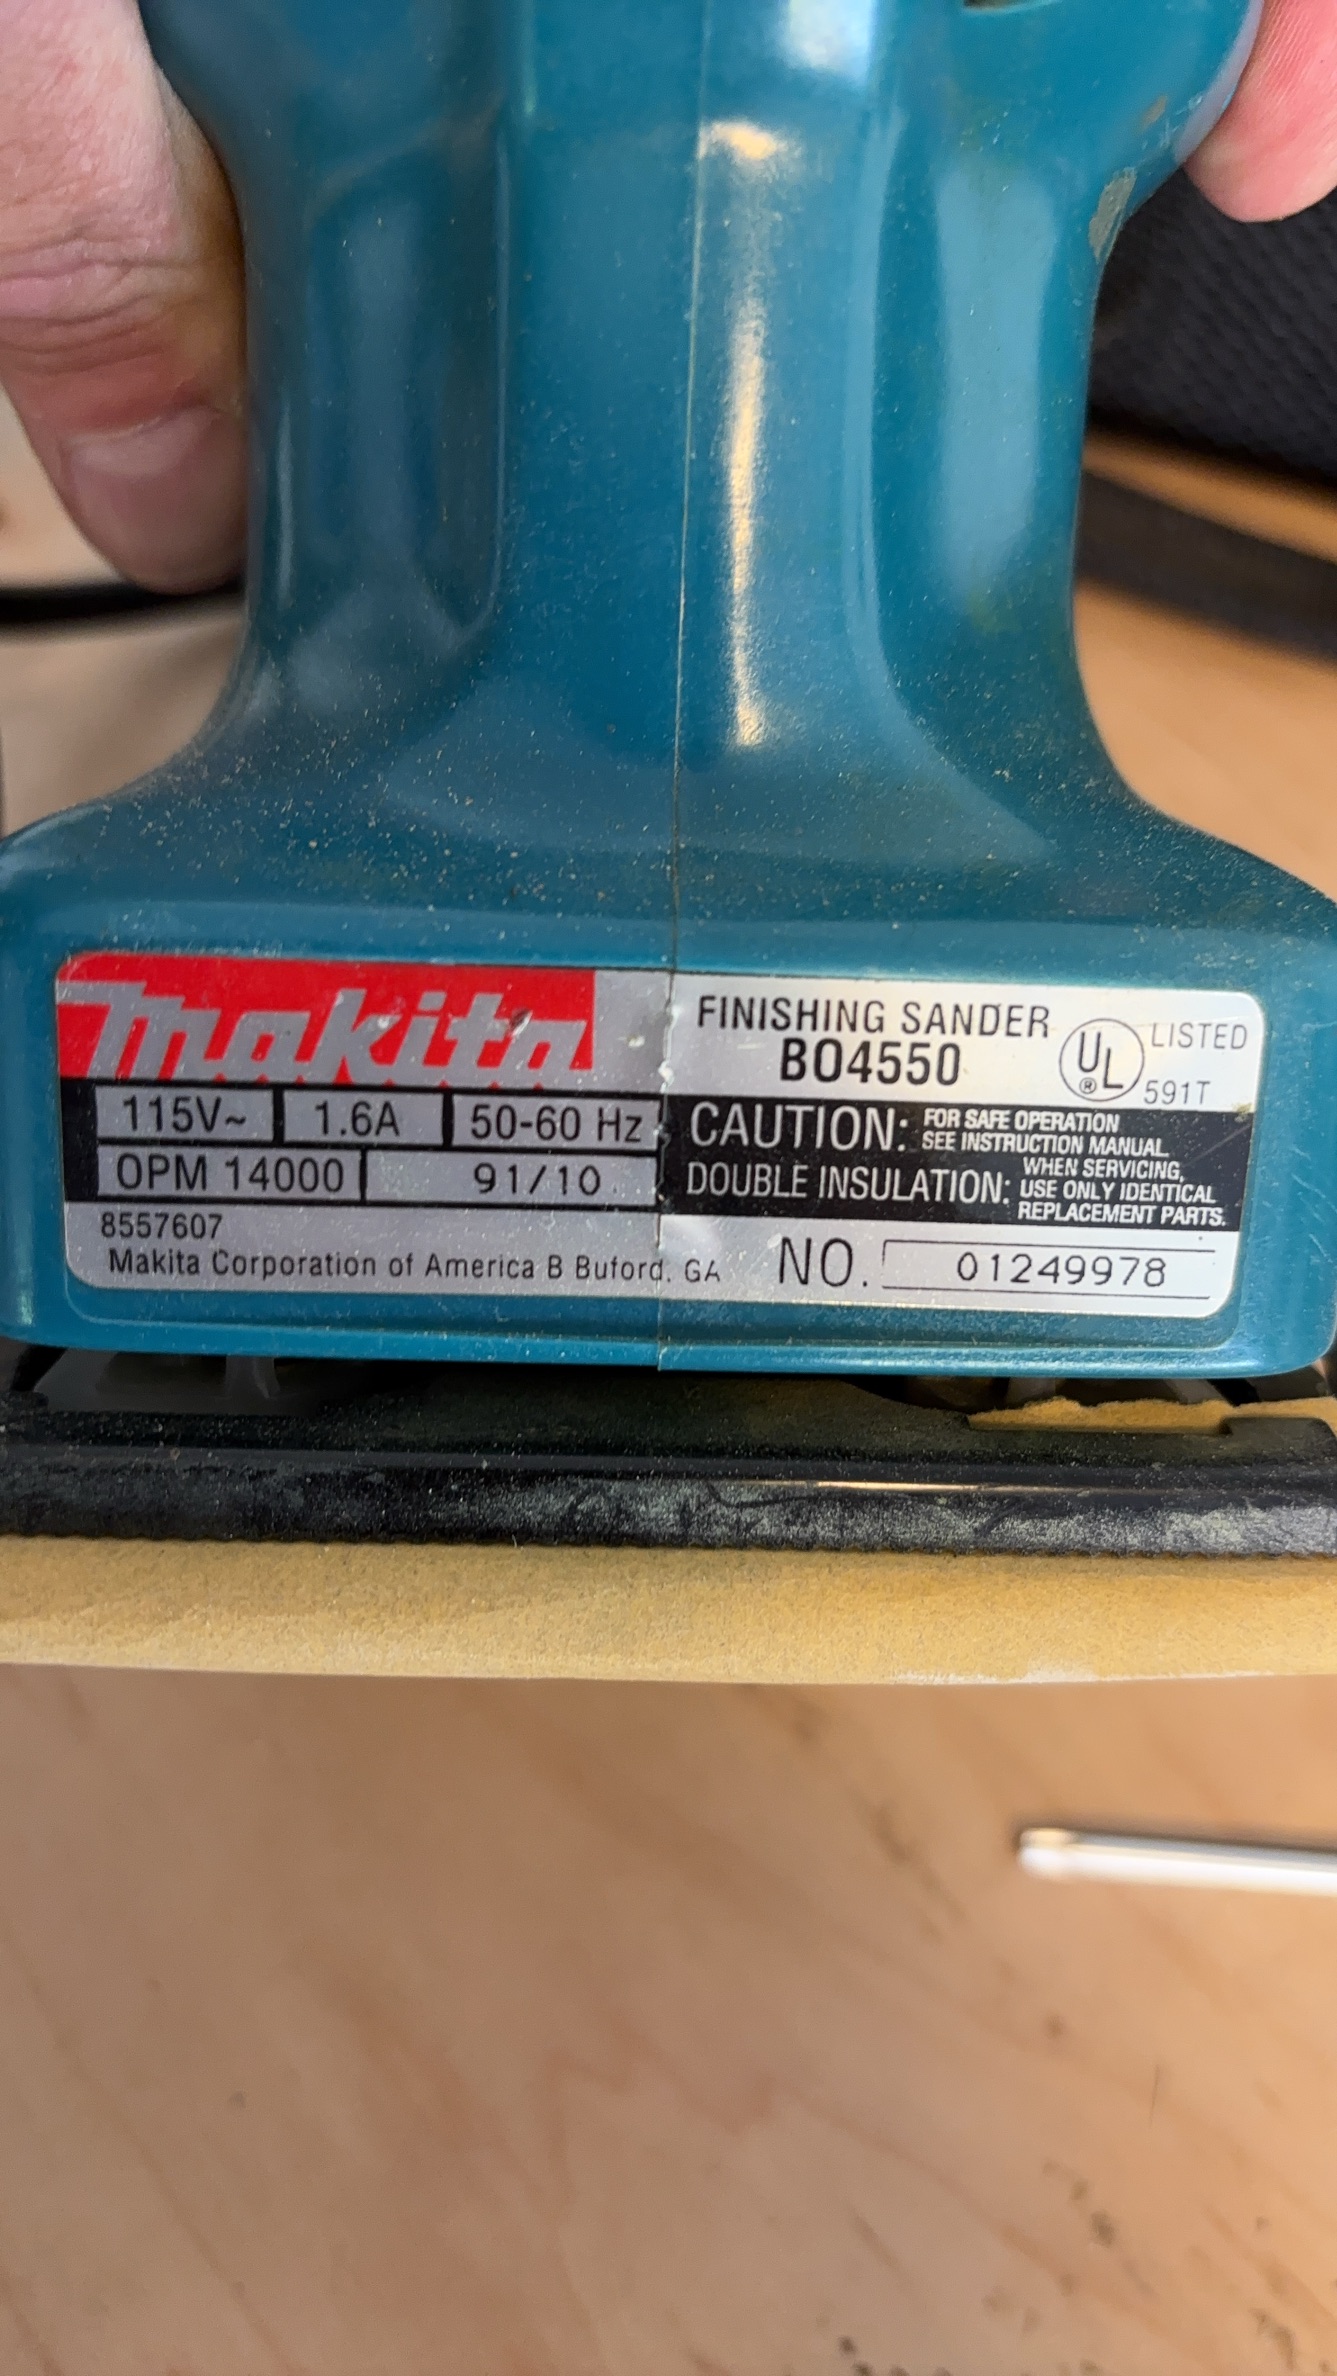 makita
115V~ 1.6A 50-60 Hz
OPM 14000 91/10
8557607
Makita Corporation of America B Buford, GA
FINISHING SANDER
BO4550
UL
®
LISTED
591T
CAUTION: FOR SAFE OPERATION
SEE INSTRUCTION MANUAL.
DOUBLE INSULATION: WHEN SERVICING,
USE ONLY IDENTICAL
REPLACEMENT PARTS.
NO. 01249978